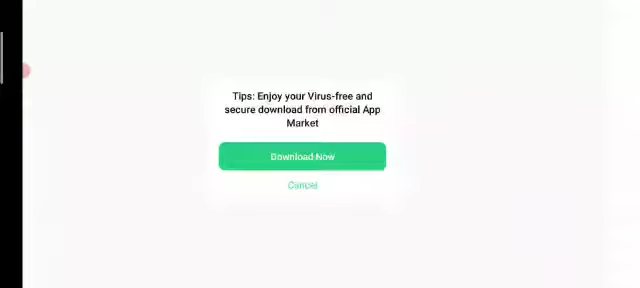 Tips: Enjoy your Virus-free and
secure download from official App
Market
Download Now
Cancel